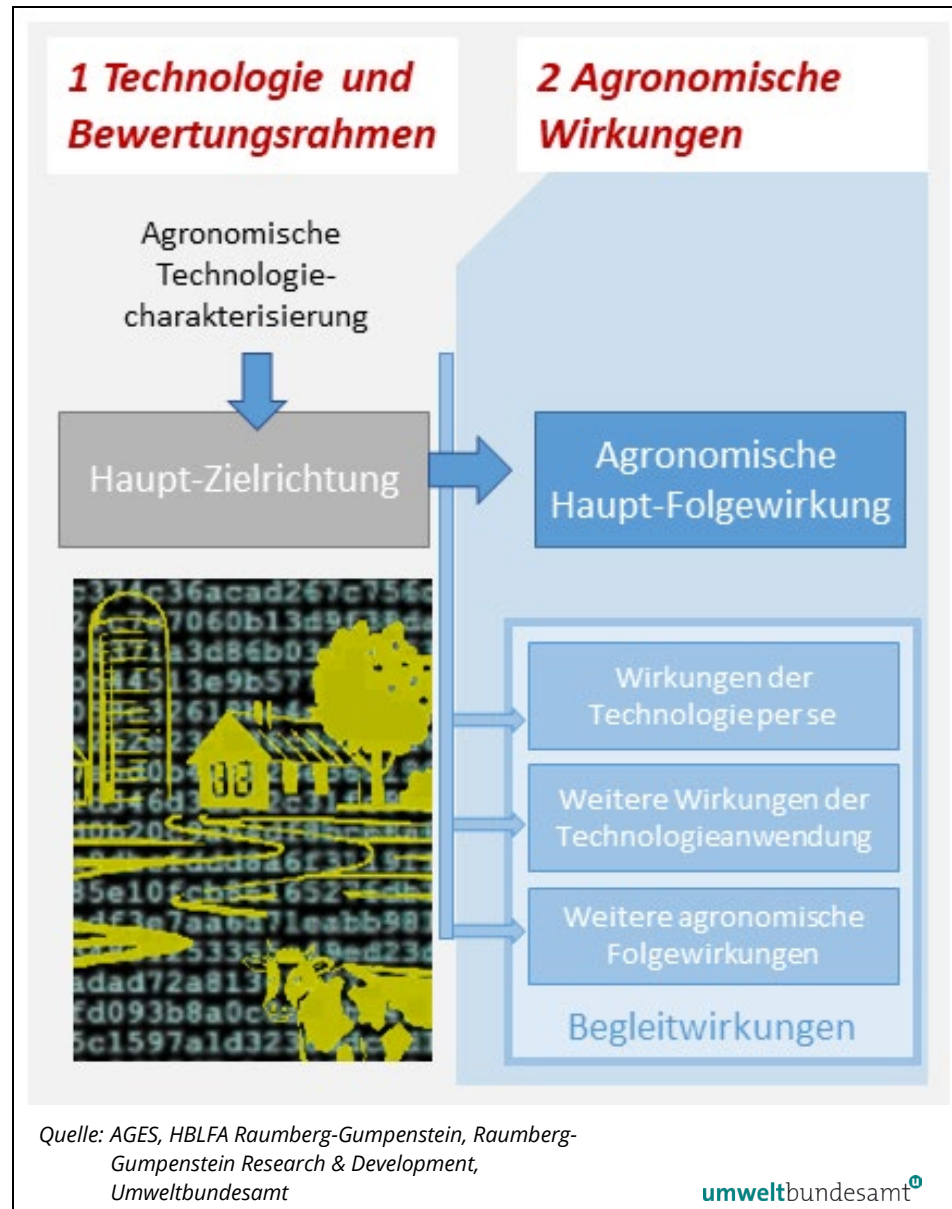 1 Technologie und
Bewertungsrahmen
2 Agronomische
Wirkungen
Agronomische
Technologie-
charakterisierung
Haupt-Zielrichtung
Agronomische
Haupt-Folgewirkung
Wirkungen der
Technologie per se
Weitere Wirkungen der
Technologieanwendung
Weitere agronomische
Folgewirkungen
Begleitwirkungen
Quelle: AGES, HBLFA Raumberg-Gumpenstein, Raumberg-
Gumpenstein Research & Development,
Umweltbundesamt
umweltbundesamt